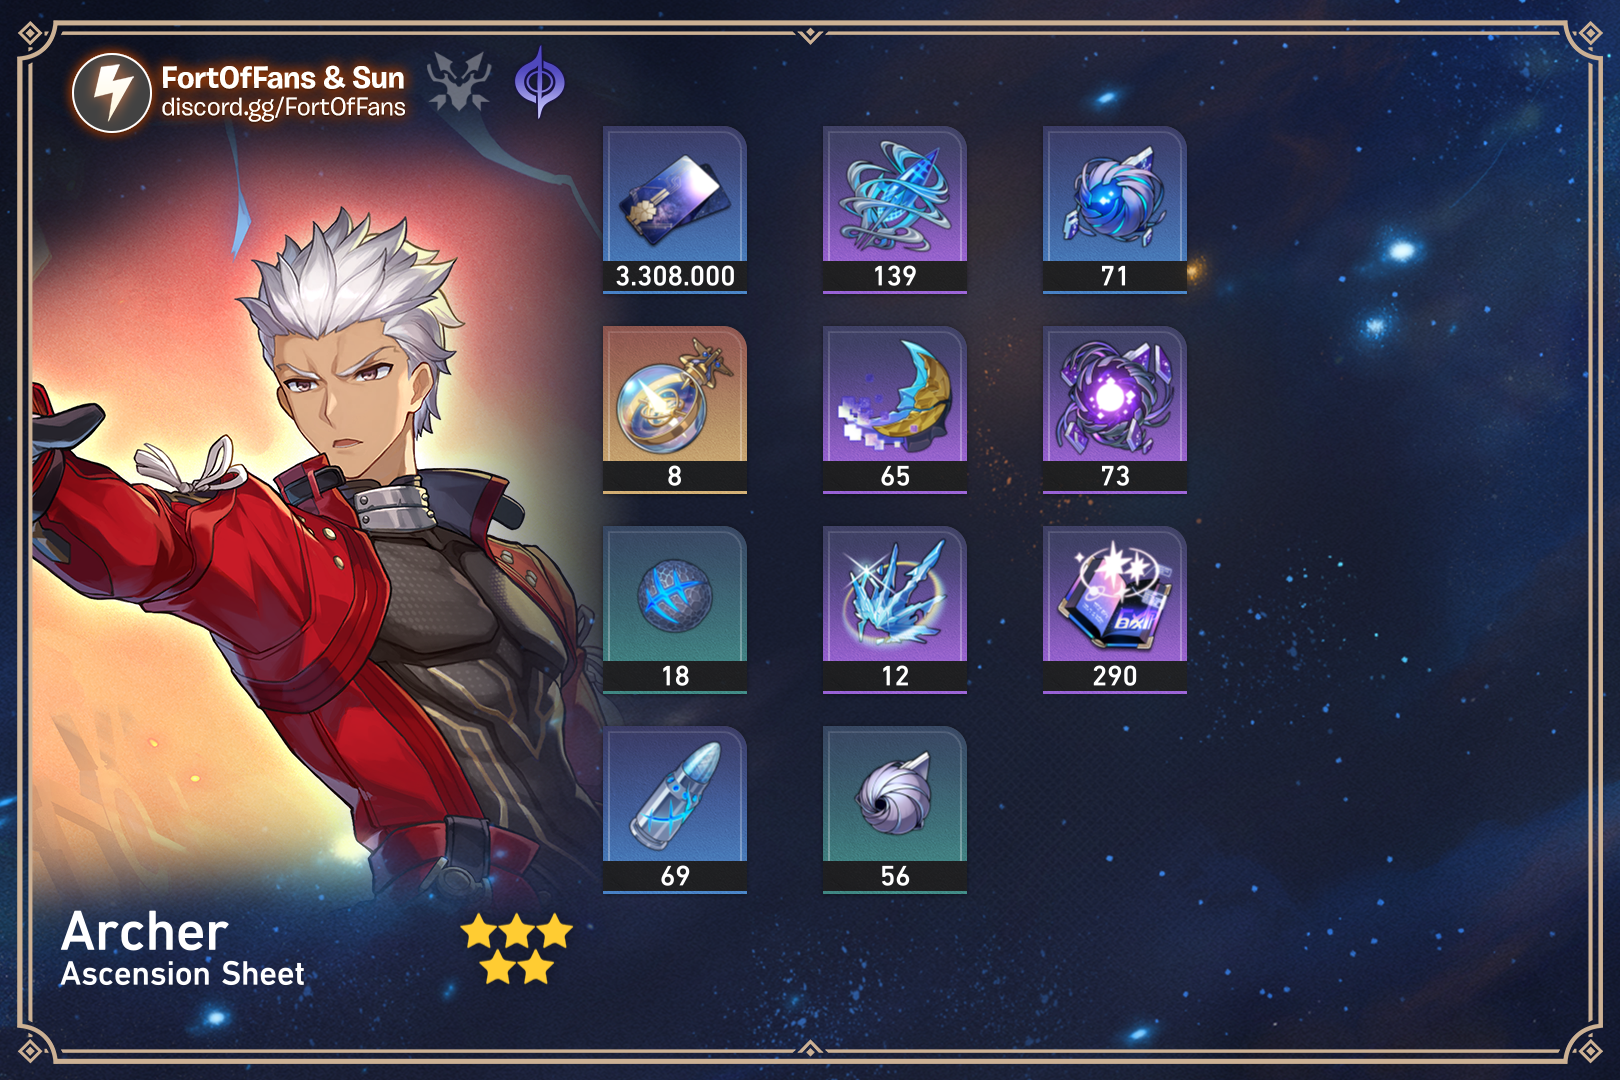 FortOfFans & Sun
discord.gg/FortOfFans
3.308.000
139
71
8
65
73
18
12
290
69
56
Archer
Ascension Sheet